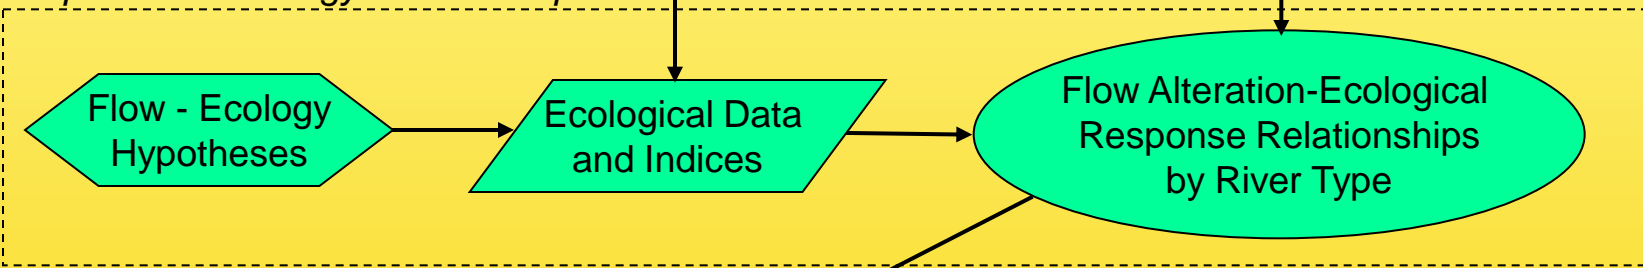 Flow - Ecology
Hypotheses
Ecological Data
and Indices
Flow Alteration-Ecological
Response Relationships
by River Type